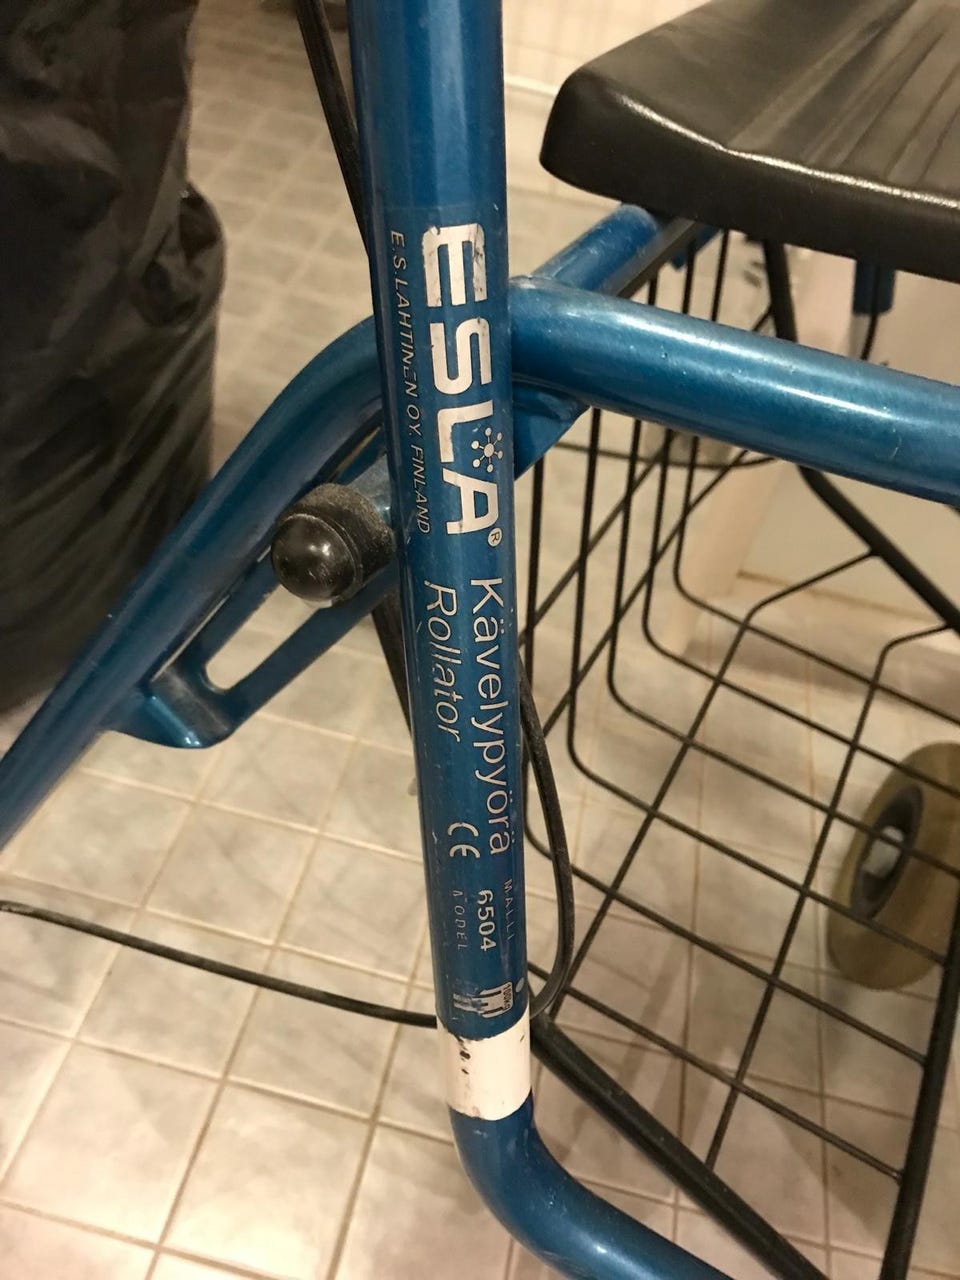 ESLA®
E.S. LAHTINEN OY. FINLAND
Kävelypyörä
Rollator
CE
MALLI
6504
MODEL